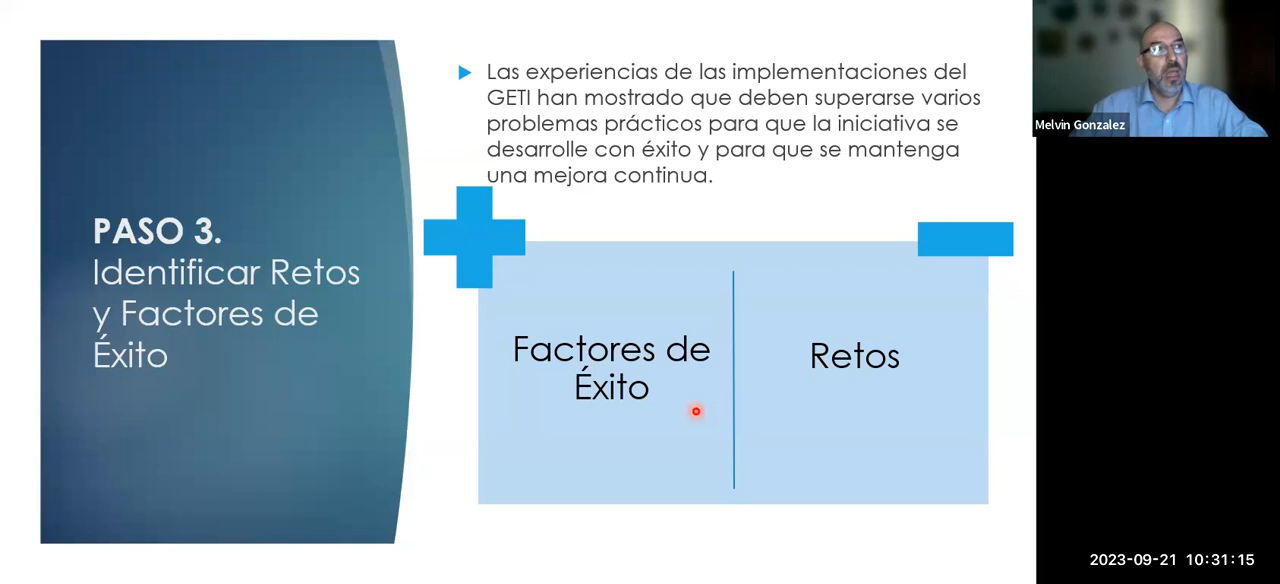 PASO 3.
Identificar Retos
y Factores de
Éxito
Las experiencias de las implementaciones del
GETI han mostrado que deben superarse varios
problemas prácticos para que la iniciativa se
desarrolle con éxito y para que se mantenga
una mejora continua.
Factores de
Éxito
Retos
Melvin Gonzalez
2023-09-21 10:31:15